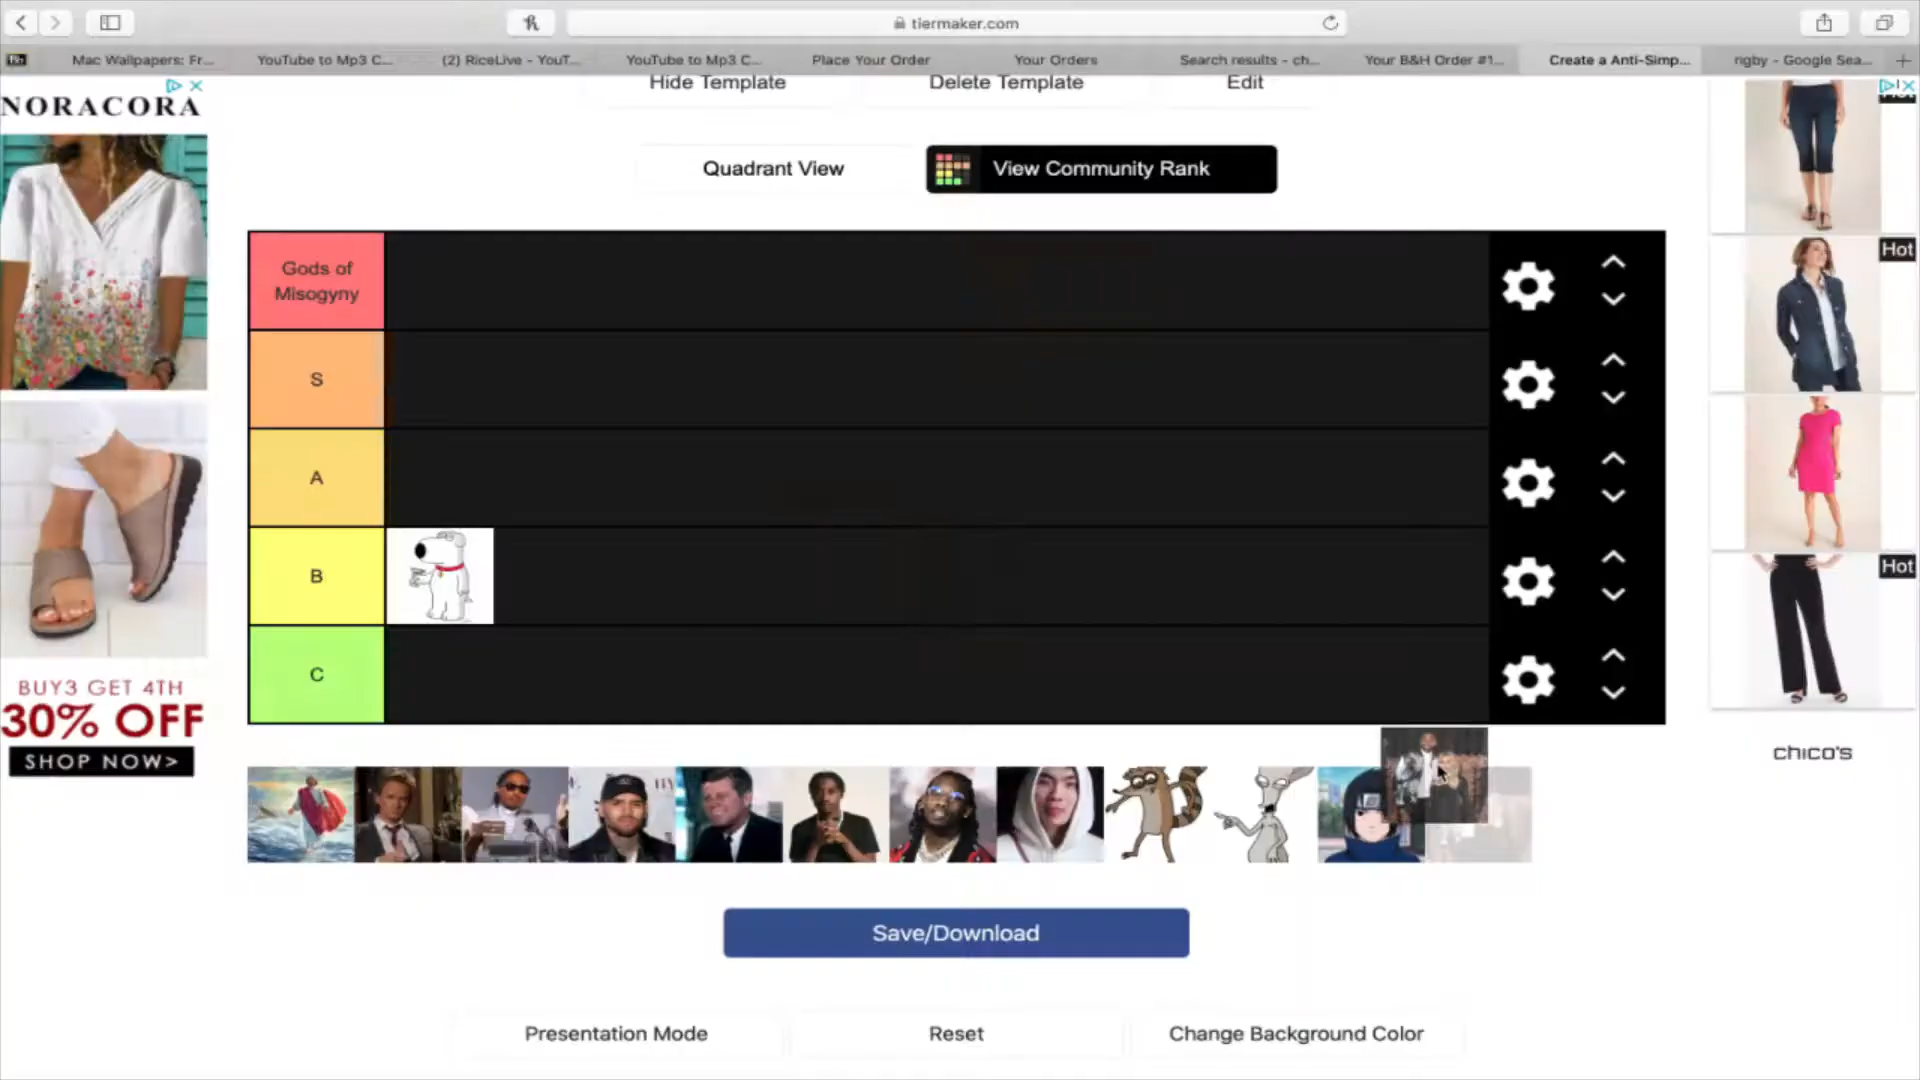 tiermaker.com
Mac Wallpapers: Fr...
YouTube to Mp3 C...
(2) RiceLive - YouT...
YouTube to Mp3 C...
Place Your Order
Your Orders
Search results - ch...
Your B&H Order #1...
Create a Anti-Simp...
rigby - Google Sea...
Hide Template
Delete Template
Edit
NORACORA
Quadrant View
View Community Rank
Gods of
Misogyny
Hot
S
A
B
Hot
C
BUY3 GET 4TH
30% OFF
SHOP NOW>
chico's
Save/Download
Presentation Mode
Reset
Change Background Color